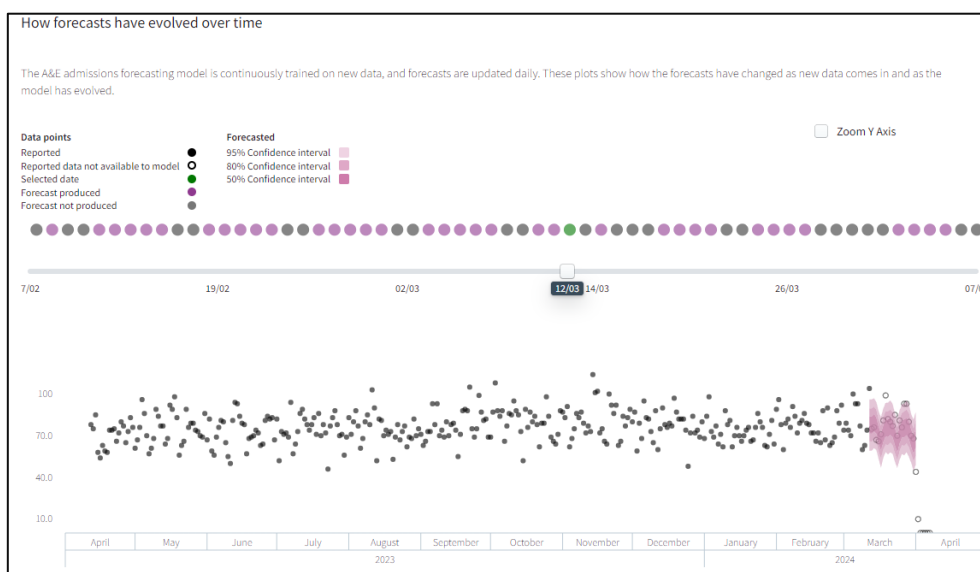 How forecasts have evolved over time
The A&E admissions forecasting model is continuously trained on new data, and forecasts are updated daily. These plots show how the forecasts have changed as new data comes in and as the
model has evolved.
Zoom Y Axis
Data points
Reported
Reported data not available to model
Selected date
Forecast produced
Forecast not produced
Forecasted
95% Confidence interval
80% Confidence interval
50% Confidence interval
7/02 19/02 02/03 12/03 14/03 26/03
100
70.0
40.0
10.0
April May June July August September October November December January February March April
2023 2024